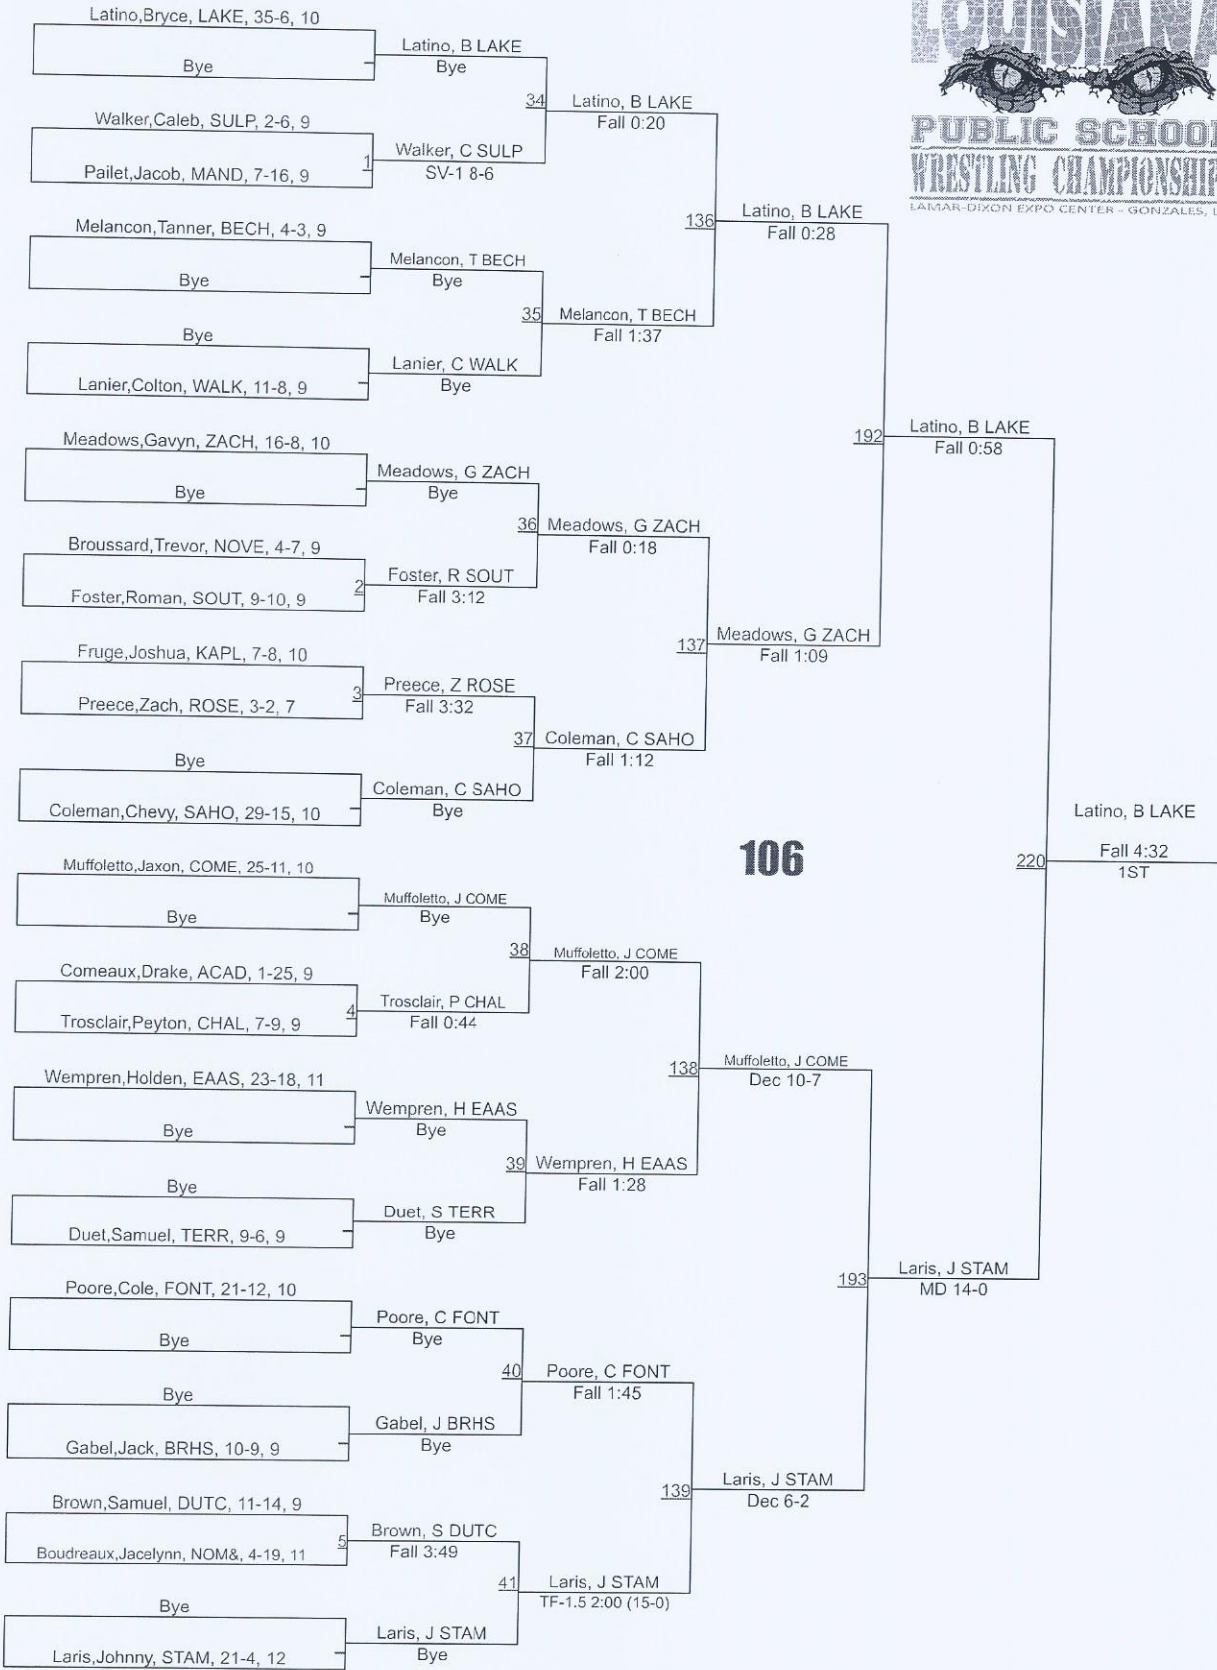 LOUISIANA
PUBLIC SCHOOL
WRESTLING CHAMPIONSHIP
LAMAR-DIXON EXPO CENTER - GONZALES, L
Latino,Bryce, LAKE, 35-6, 10
Bye
Latino, B LAKE
Bye
Walker,Caleb, SULP, 2-6, 9
Pailet,Jacob, MAND, 7-16, 9
1
Walker, C SULP
SV-1 8-6
34
Latino, B LAKE
Fall 0:20
Melancon,Tanner, BECH, 4-3, 9
Bye
Melancon, T BECH
Bye
Bye
Lanier,Colton, WALK, 11-8, 9
Lanier, C WALK
Bye
35
Melancon, T BECH
Fall 1:37
136
Latino, B LAKE
Fall 0:28
Meadows,Gavyn, ZACH, 16-8, 10
Bye
Meadows, G ZACH
Bye
Broussard,Trevor, NOVE, 4-7, 9
Foster,Roman, SOUT, 9-10, 9
2
Foster, R SOUT
Fall 3:12
36
Meadows, G ZACH
Fall 0:18
Fruge,Joshua, KAPL, 7-8, 10
Preece,Zach, ROSE, 3-2, 7
3
Preece, Z ROSE
Fall 3:32
Bye
Coleman,Chevy, SAHO, 29-15, 10
Coleman, C SAHO
Bye
37
Coleman, C SAHO
Fall 1:12
137
Meadows, G ZACH
Fall 1:09
192
Latino, B LAKE
Fall 0:58
106
Muffoletto,Jaxon, COME, 25-11, 10
Bye
Muffoletto, J COME
Bye
Comeaux,Drake, ACAD, 1-25, 9
Trosclair,Peyton, CHAL, 7-9, 9
4
Trosclair, P CHAL
Fall 0:44
38
Muffoletto, J COME
Fall 2:00
Wempren,Holden, EAAS, 23-18, 11
Bye
Wempren, H EAAS
Bye
Bye
Duet,Samuel, TERR, 9-6, 9
Duet, S TERR
Bye
39
Wempren, H EAAS
Fall 1:28
138
Muffoletto, J COME
Dec 10-7
Poore,Cole, FONT, 21-12, 10
Bye
Poore, C FONT
Bye
Bye
Gabel,Jack, BRHS, 10-9, 9
Gabel, J BRHS
Bye
40
Poore, C FONT
Fall 1:45
Brown,Samuel, DUTC, 11-14, 9
Boudreaux,Jacelynn, NOM&, 4-19, 11
5
Brown, S DUTC
Fall 3:49
Bye
Laris,Johnny, STAM, 21-4, 12
Laris, J STAM
Bye
41
Laris, J STAM
TF-1.5 2:00 (15-0)
139
Laris, J STAM
Dec 6-2
193
Laris, J STAM
MD 14-0
220
Latino, B LAKE
Fall 4:32
1ST